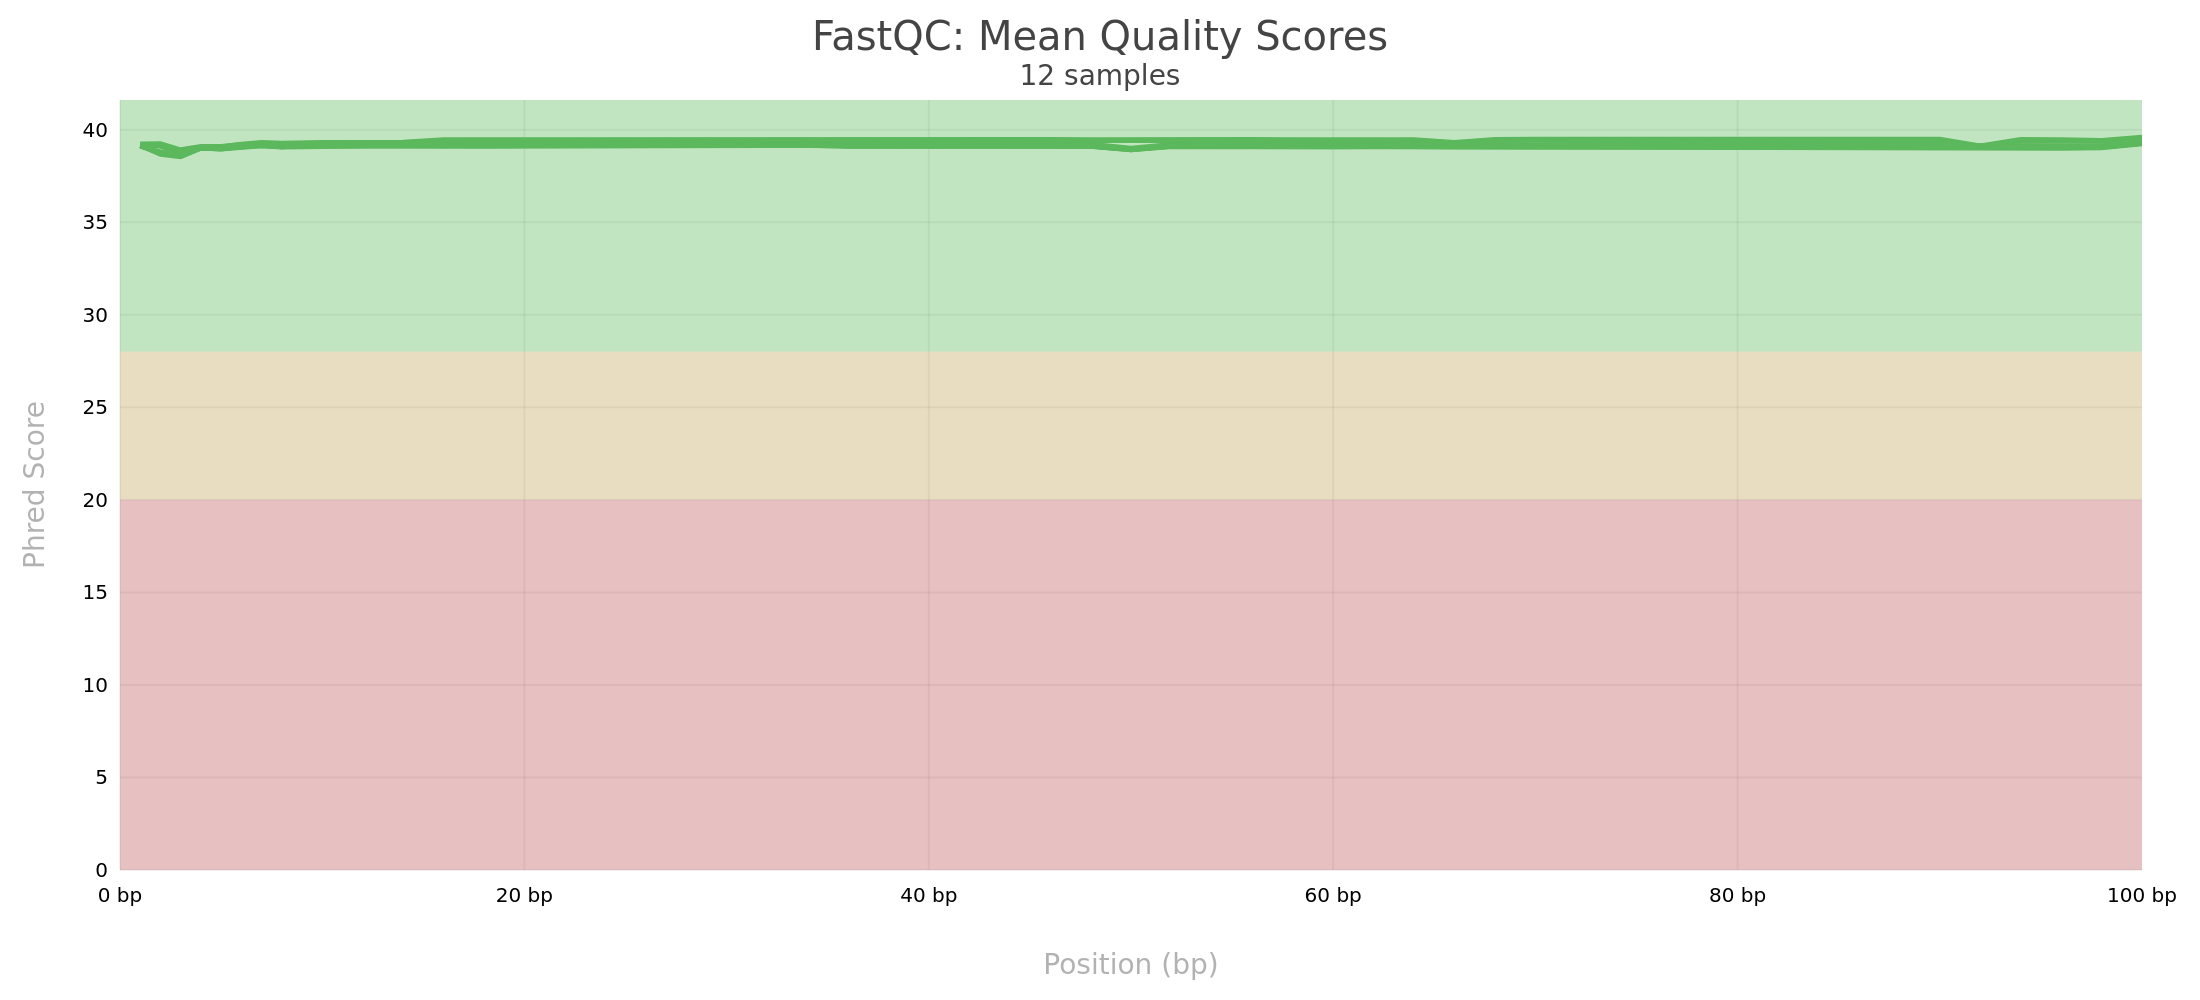 FastQC: Mean Quality Scores
12 samples
40
35
30
25
20
15
10
5
0
Phred Score
0 bp 20 bp 40 bp 60 bp 80 bp 100 bp
Position (bp)